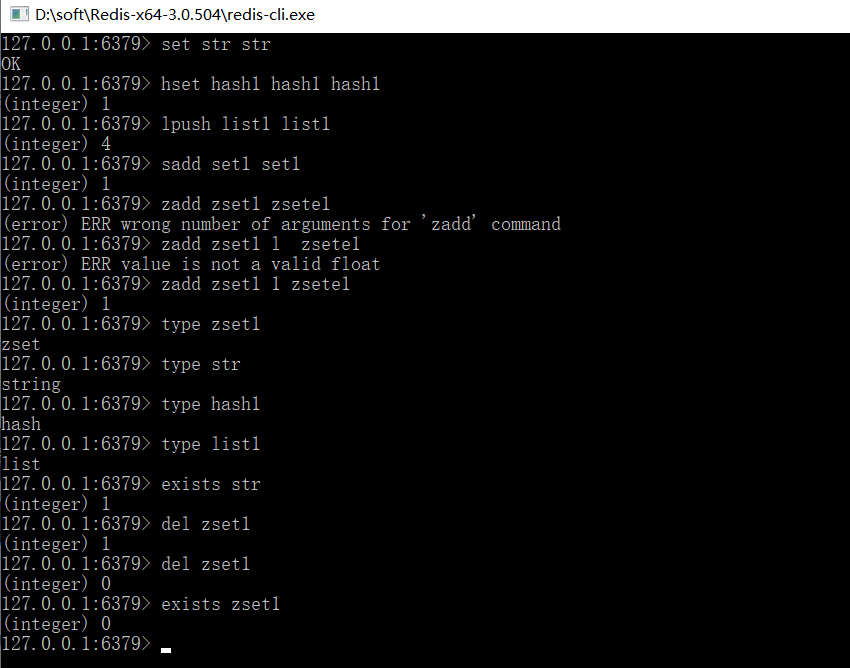 D:\soft\Redis-x64-3.0.504\redis-cli.exe
127.0.0.1:6379> set str str
OK
127.0.0.1:6379> hset hash1 hash1 hash1
(integer) 1
127.0.0.1:6379> lpush list1 list1
(integer) 4
127.0.0.1:6379> sadd set1 set1
(integer) 1
127.0.0.1:6379> zadd zset1 zsetel
(error) ERR wrong number of arguments for 'zadd' command
127.0.0.1:6379> zadd zset1 l  zsetel
(error) ERR value is not a valid float
127.0.0.1:6379> zadd zset1 1 zsetel
(integer) 1
127.0.0.1:6379> type zset1
zset
127.0.0.1:6379> type str
string
127.0.0.1:6379> type hash1
hash
127.0.0.1:6379> type list1
list
127.0.0.1:6379> exists str
(integer) 1
127.0.0.1:6379> del zset1
(integer) 1
127.0.0.1:6379> del zset1
(integer) 0
127.0.0.1:6379> exists zset1
(integer) 0
127.0.0.1:6379>